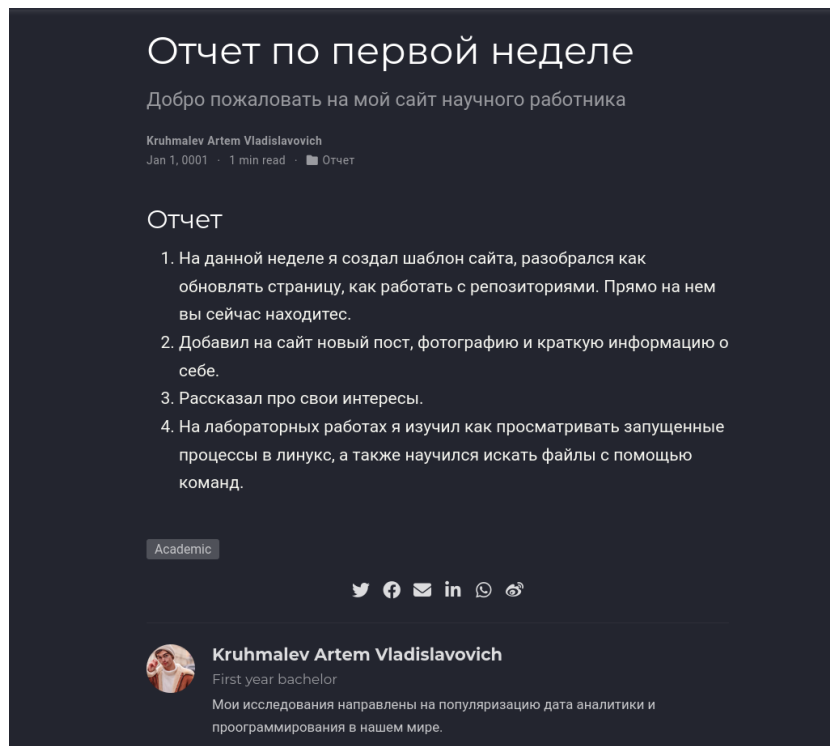 Отчет по первой неделе
Добро пожаловать на мой сайт научного работника
Kruhmalev Artem Vladislavovich
Jan 1, 0001 · 1 min read · Отчет
Отчет
1. На данной неделе я создал шаблон сайта, разобрался как
обновлять страницу, как работать с репозиториями. Прямо на нем
вы сейчас находитес.
2. Добавил на сайт новый пост, фотографию и краткую информацию о
себе.
3. Рассказал про свои интересы.
4. На лабораторных работах я изучил как просматривать запущенные
процессы в линукс, а также научился искать файлы с помощью
команд.
Academic
Kruhmalev Artem Vladislavovich
First year bachelor
Мои исследования направлены на популяризацию дата аналитики и
проограммирования в нашем мире.